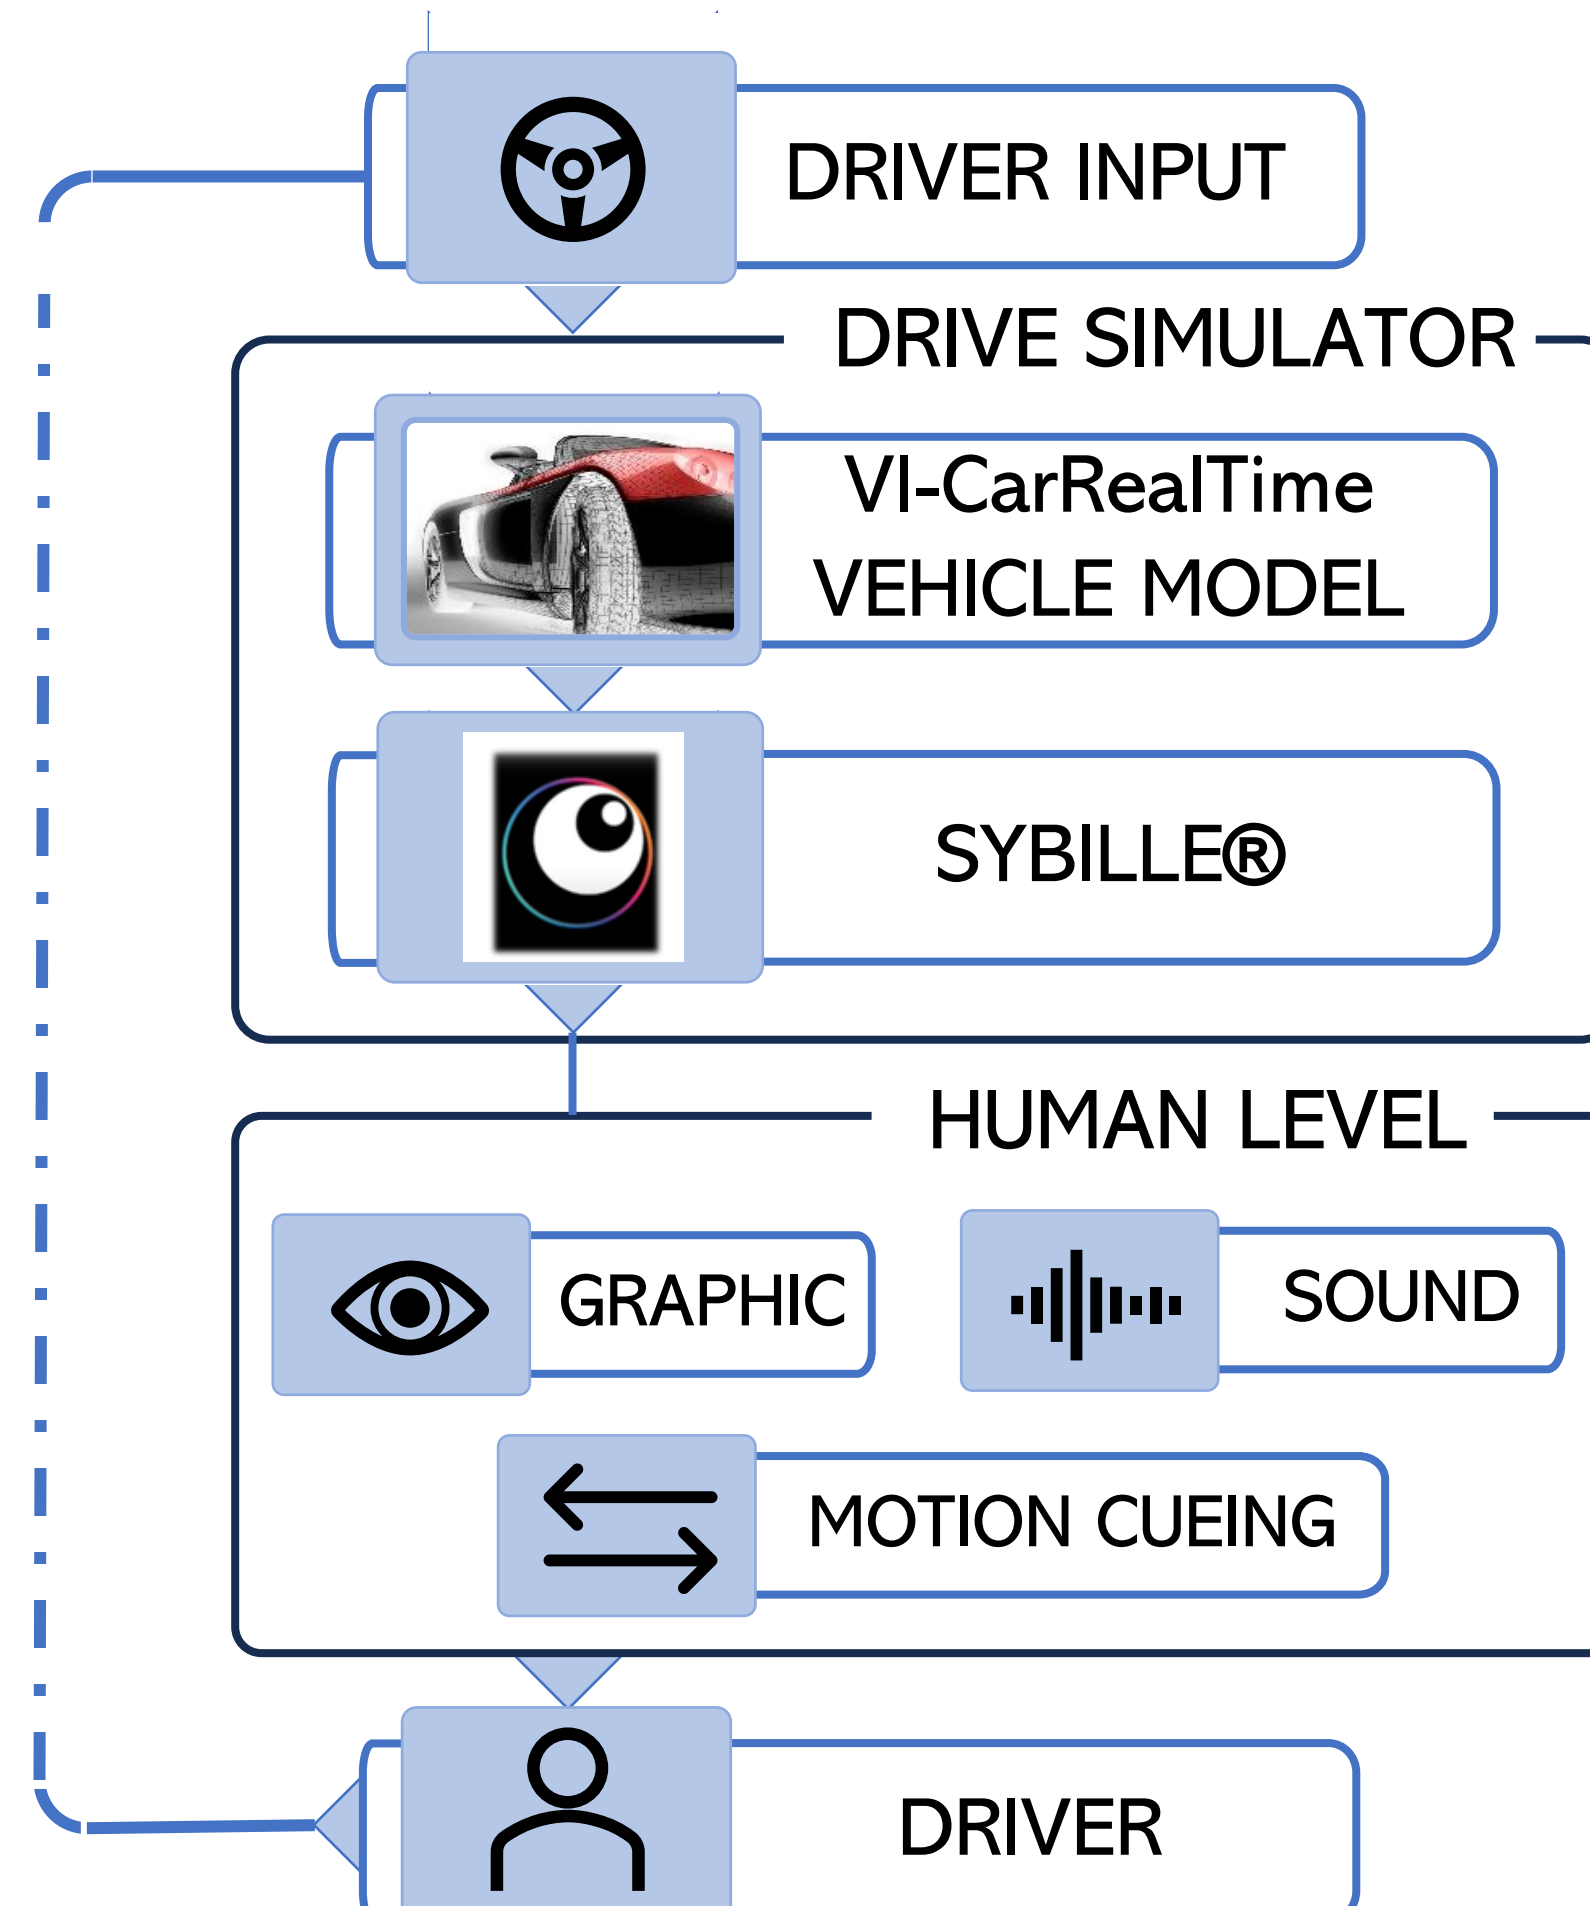 DRIVER INPUT
DRIVE SIMULATOR
VI-CarRealTime
VEHICLE MODEL
SYBILLE®
HUMAN LEVEL
GRAPHIC
SOUND
MOTION CUEING
DRIVER